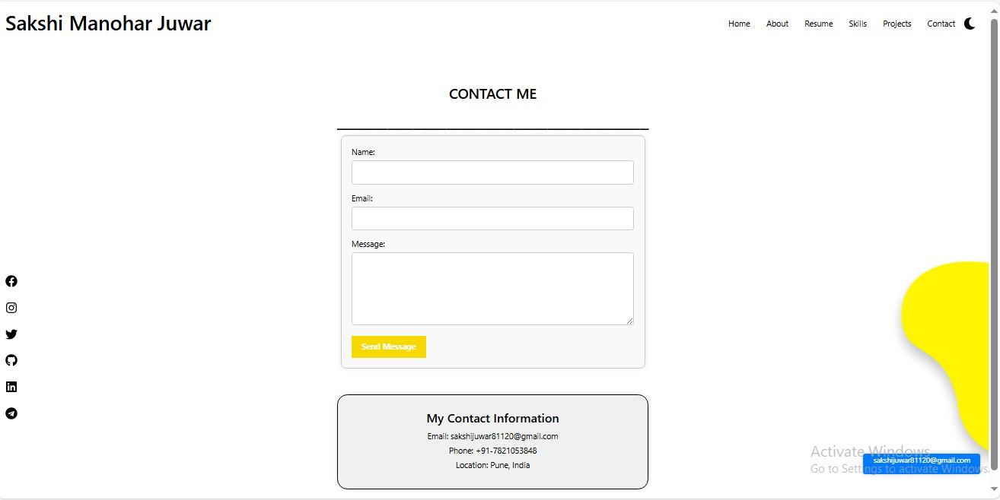 Sakshi Manohar Juwar
Home About Resume Skills Projects Contact
CONTACT ME
Name:
Email:
Message:
Send Message
My Contact Information
Email: sakshijuwar81120@gmail.com
Phone: +91-7821053848
Location: Pune, India
Activate Windows
sakshijuwar81120@gmail.com
Go to Settings to activate Windows.